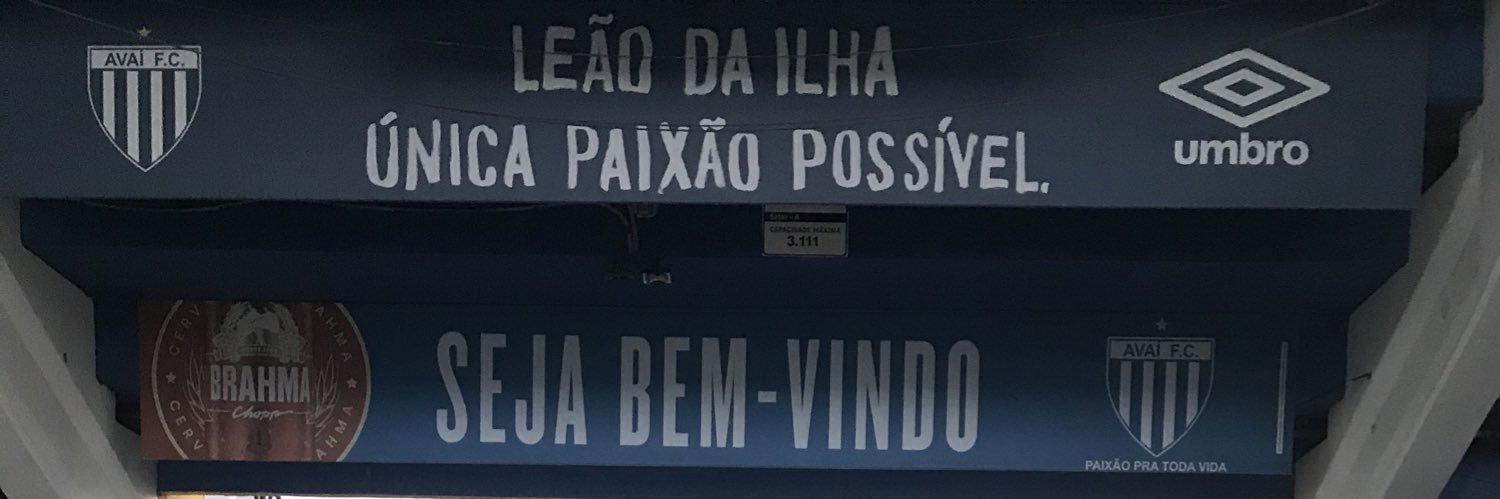 AVAÍ F.C.
LEÃO DA ILHA
ÚNICA PAIXÃO POSSÍVEL.
umbro
Setor - A
CAPACIDADE MÁXIMA
3.111
BRAHMA
Chopp
SEJA BEM-VINDO
AVAÍ F.C.
PAIXÃO PRA TODA VIDA